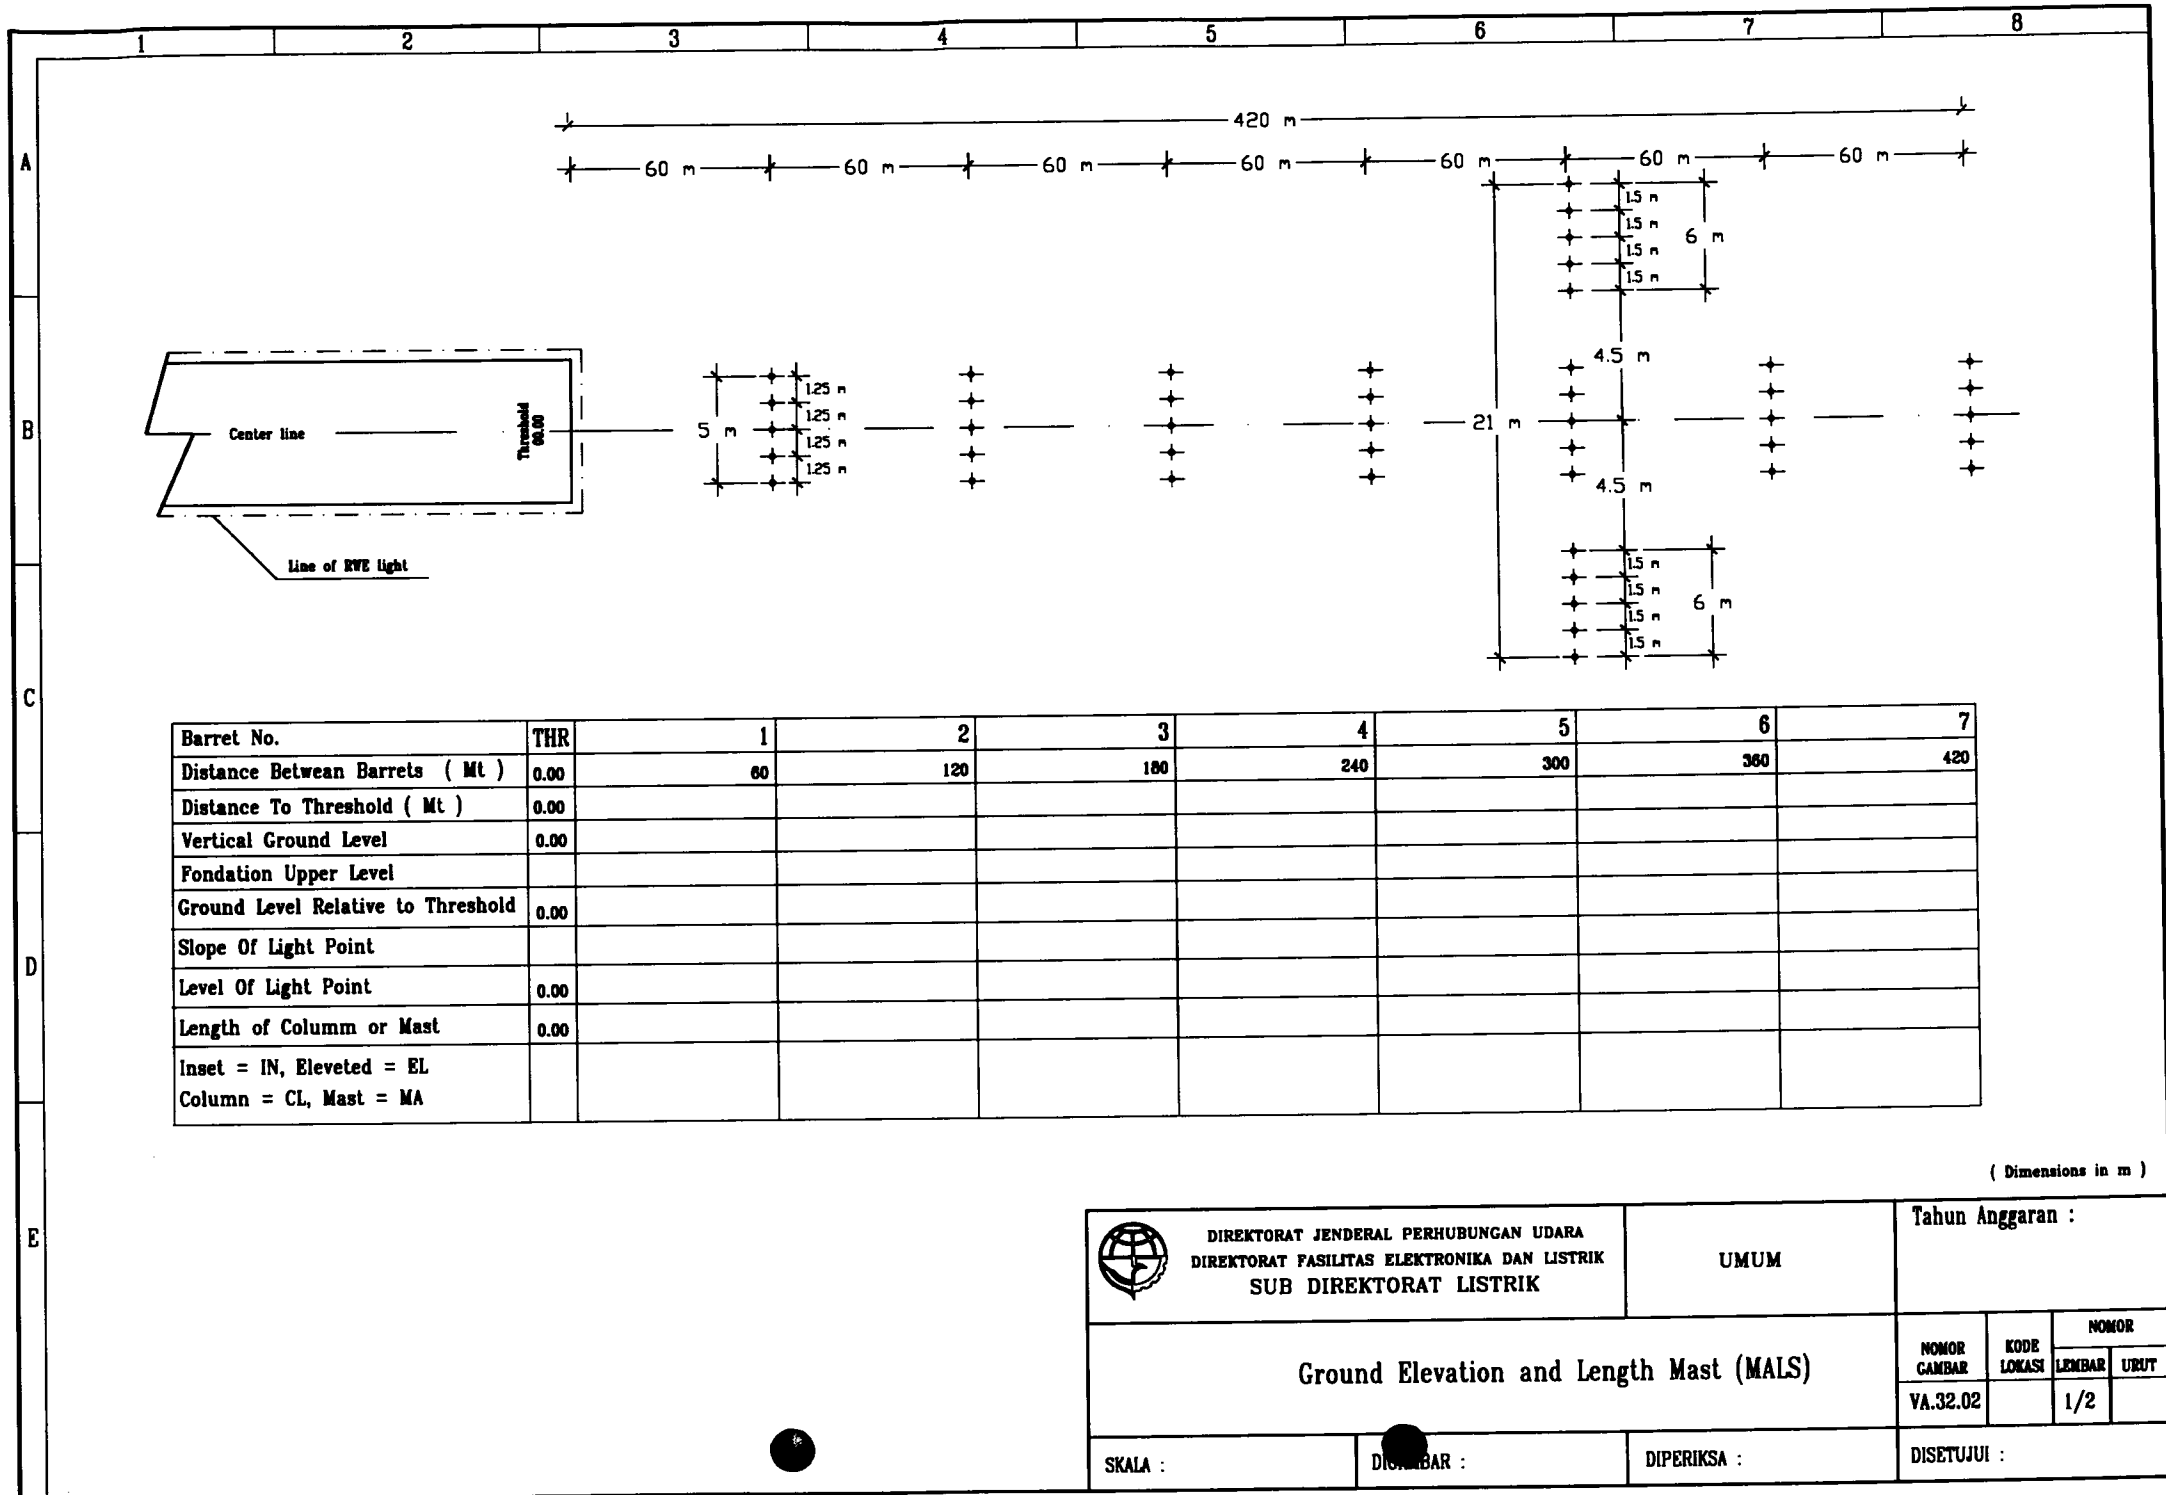 1 2 3 4 5 6 7 8
A
B
C
D
E
420 m
60 m 60 m 60 m 60 m 60 m 60 m 60 m
1.5 m
1.5 m
1.5 m
1.5 m
6 m
4.5 m
21 m
4.5 m
1.5 m
1.5 m
1.5 m
1.5 m
6 m
5 m
1.25 m
1.25 m
1.25 m
1.25 m
Center line
Threshold
00.00
Line of RWE light
Barret No. THR 1 2 3 4 5 6 7
Distance Betwean Barrets ( Mt ) 0.00 60 120 180 240 300 360 420
Distance To Threshold ( Mt ) 0.00
Vertical Ground Level 0.00
Fondation Upper Level
Ground Level Relative to Threshold 0.00
Slope Of Light Point
Level Of Light Point 0.00
Length of Columm or Mast 0.00
Inset = IN, Eleveted = EL
Column = CL, Mast = MA
( Dimensions in m )
DIREKTORAT JENDERAL PERHUBUNGAN UDARA
DIREKTORAT FASILITAS ELEKTRONIKA DAN LISTRIK
SUB DIREKTORAT LISTRIK
UMUM
Tahun Anggaran :
Ground Elevation and Length Mast (MALS)
NOMOR
GAMBAR
KODE
LOKASI
NOMOR
LEMBAR URUT
VA.32.02 1/2
SKALA :
DIPERIKSA :
DISETUJUI :